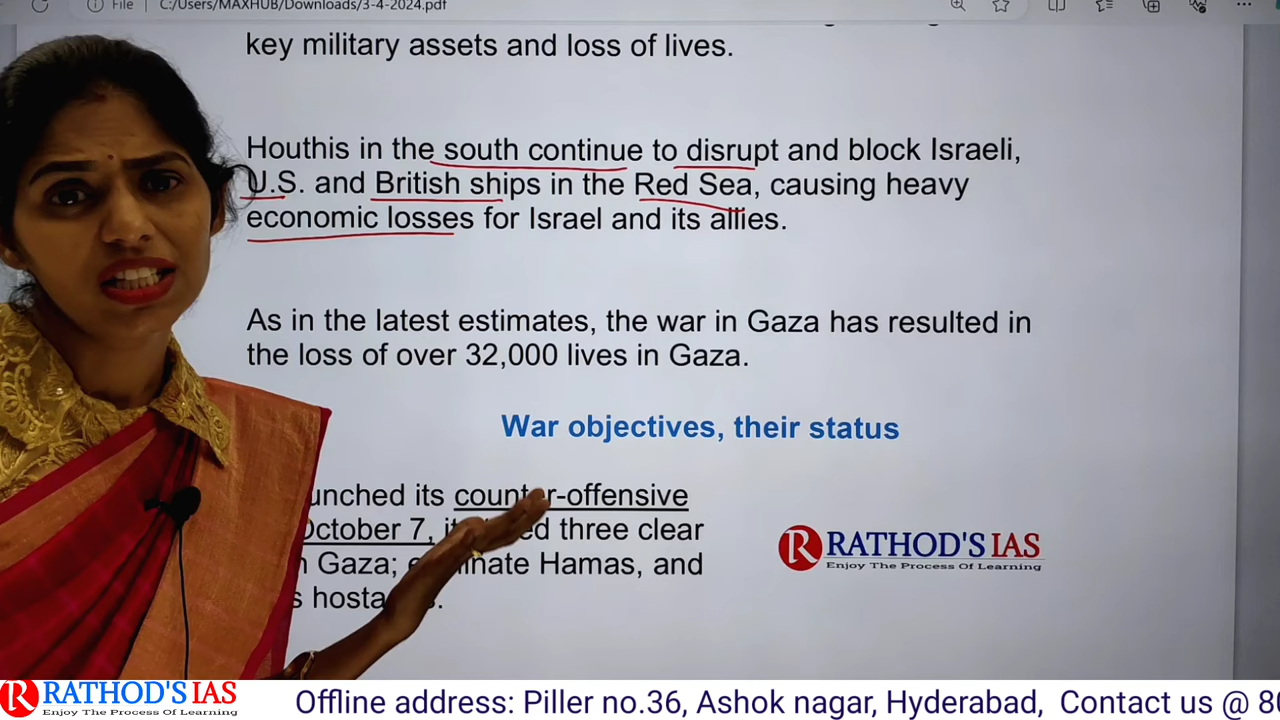 File C:/Users/MAXHUB/Downloads/3-4-2024.pdf
key military assets and loss of lives.
Houthis in the south continue to disrupt and block Israeli,
U.S. and British ships in the Red Sea, causing heavy
economic losses for Israel and its allies.
As in the latest estimates, the war in Gaza has resulted in
the loss of over 32,000 lives in Gaza.
War objectives, their status
counter-offensive
October 7, three clear
Gaza; Hamas, and
R RATHOD'S IAS
Enjoy The Process Of Learning
R RATHOD'S IAS
Enjoy The Process Of Learning
Offline address: Piller no.36, Ashok nagar, Hyderabad, Contact us @ 80